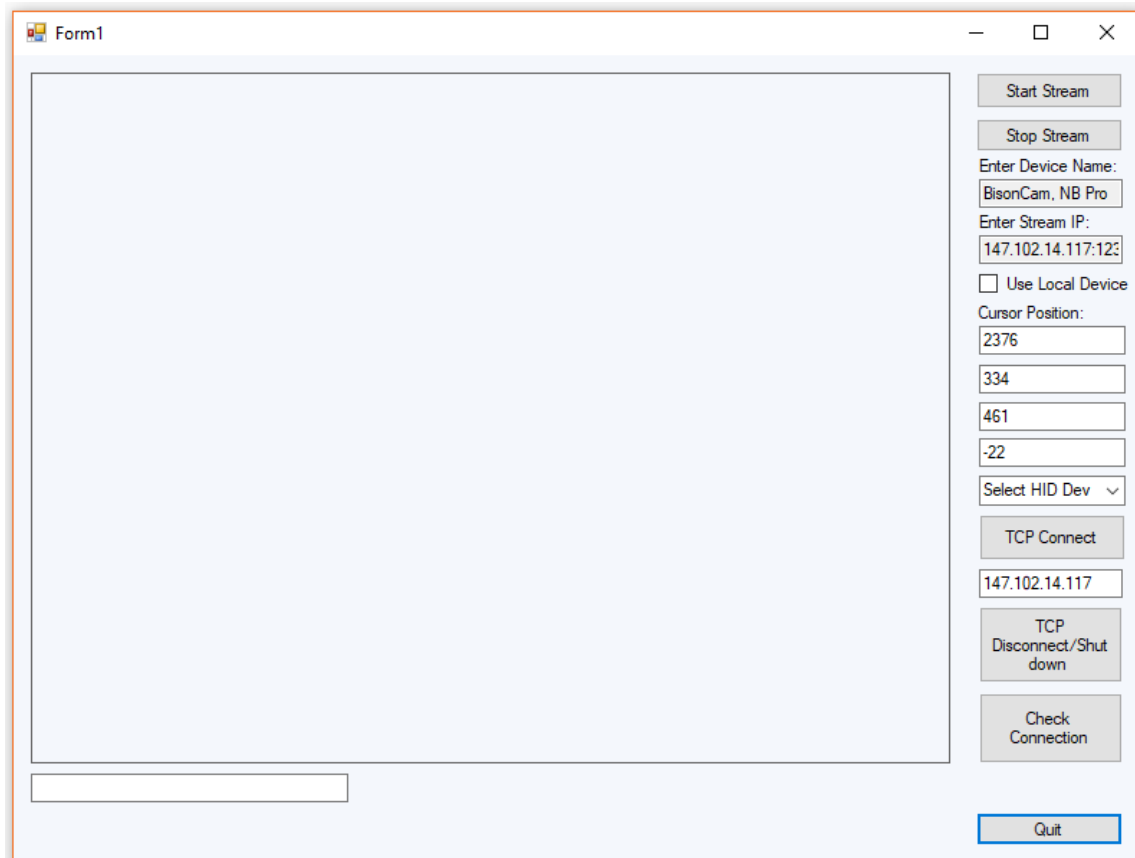 Form1
Start Stream
Stop Stream
Enter Device Name:
BisonCam, NB Pro
Enter Stream IP:
147.102.14.117:123
Use Local Device
Cursor Position:
2376
334
461
-22
Select HID Dev
TCP Connect
147.102.14.117
TCP
Disconnect/Shut
down
Check
Connection
Quit